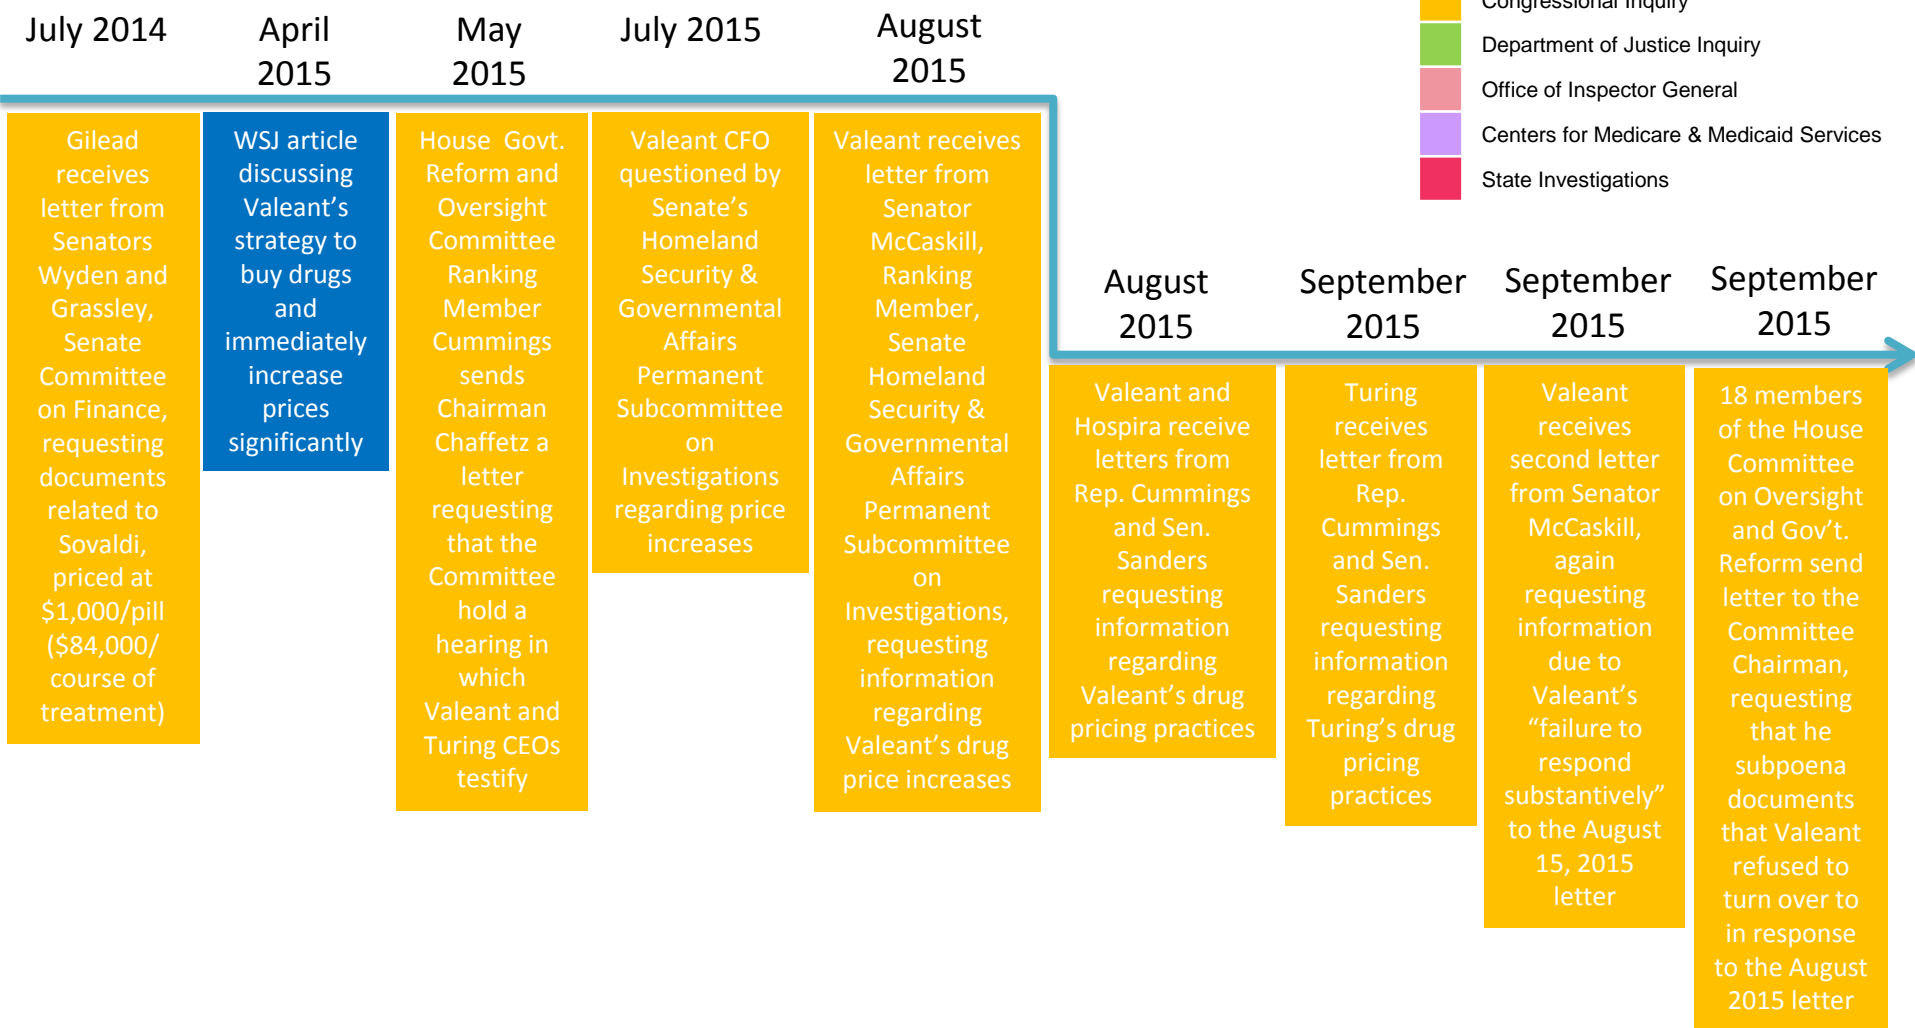 July 2014
April
2015
May
2015
July 2015
August
2015
Congressional Inquiry
Department of Justice Inquiry
Office of Inspector General
Centers for Medicare & Medicaid Services
State Investigations
Gilead
receives
letter from
Senators
Wyden and
Grassley,
Senate
Committee
on Finance,
requesting
documents
related to
Sovaldi,
priced at
$1,000/pill
($84,000/
course of
treatment)
WSJ article
discussing
Valeant’s
strategy to
buy drugs
and
immediately
increase
prices
significantly
House Govt.
Reform and
Oversight
Committee
Ranking
Member
Cummings
sends
Chairman
Chaffetz a
letter
requesting
that the
Committee
hold a
hearing in
which
Valeant and
Turing CEOs
testify
Valeant CFO
questioned by
Senate’s
Homeland
Security &
Governmental
Affairs
Permanent
Subcommittee
on
Investigations
regarding price
increases
Valeant receives
letter from
Senator
McCaskill,
Ranking
Member,
Senate
Homeland
Security &
Governmental
Affairs
Permanent
Subcommittee
on
Investigations,
requesting
information
regarding
Valeant’s drug
price increases
August
2015
September
2015
September
2015
September
2015
Valeant and
Hospira receive
letters from
Rep. Cummings
and Sen.
Sanders
requesting
information
regarding
Valeant’s drug
pricing practices
Turing
receives
letter from
Rep.
Cummings
and Sen.
Sanders
requesting
information
regarding
Turing’s drug
pricing
practices
Valeant
receives
second letter
from Senator
McCaskill,
again
requesting
information
due to
Valeant’s
“failure to
respond
substantively”
to the August
15, 2015
letter
18 members
of the House
Committee
on Oversight
and Gov’t.
Reform send
letter to the
Committee
Chairman,
requesting
that he
subpoena
documents
that Valeant
refused to
turn over to
in response
to the August
2015 letter